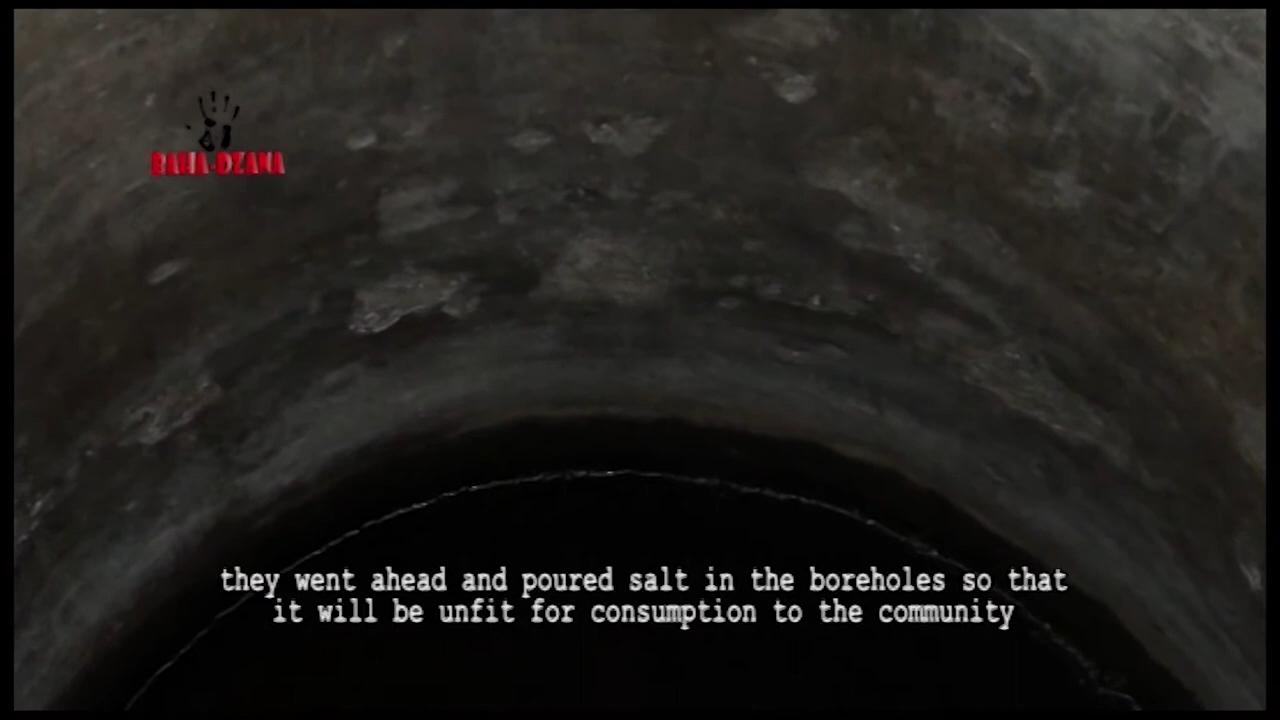 they went ahead and poured salt in the boreholes so that
it will be unfit for consumption to the community